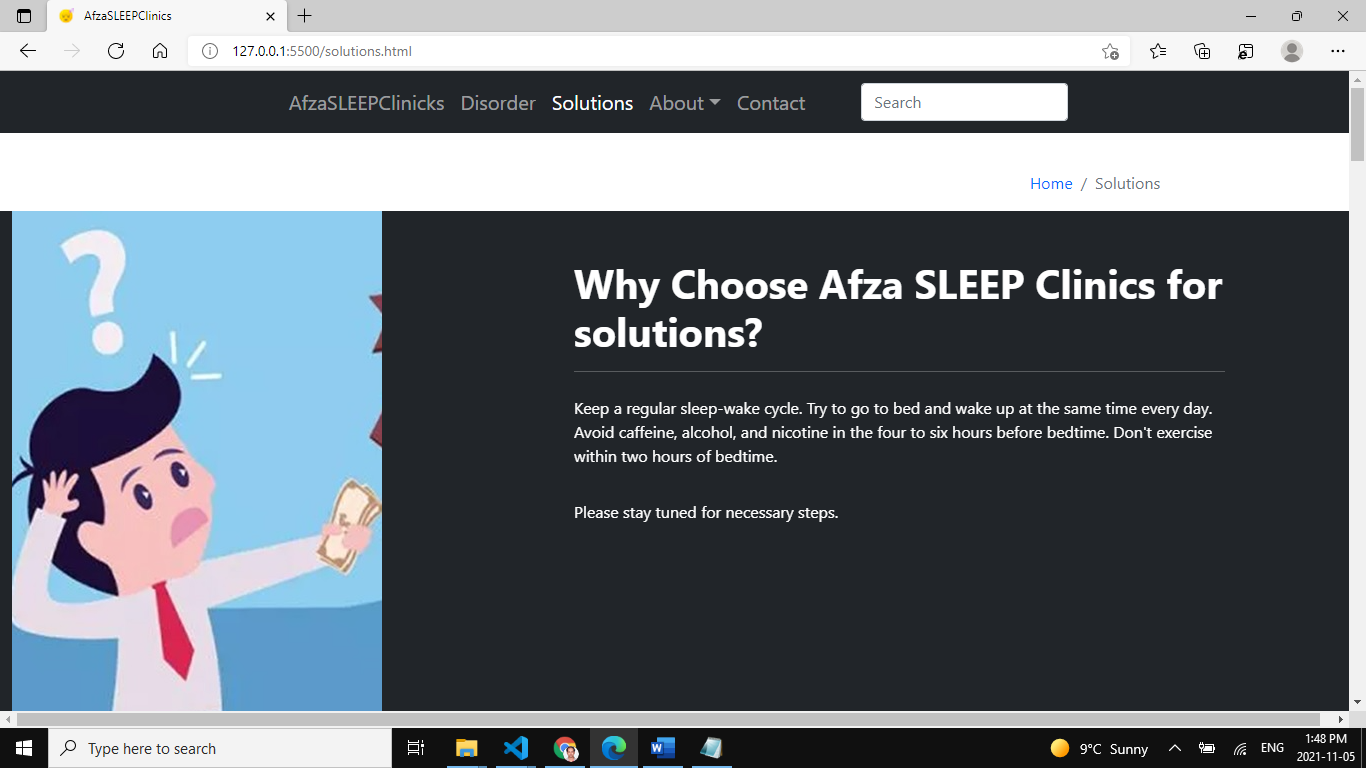 AfzaSLEEPClinics
127.0.0.1:5500/solutions.html
AfzaSLEEPClinicks Disorder Solutions About Contact Search
Home / Solutions
?
Why Choose Afza SLEEP Clinics for
solutions?
Keep a regular sleep-wake cycle. Try to go to bed and wake up at the same time every day.
Avoid caffeine, alcohol, and nicotine in the four to six hours before bedtime. Don't exercise
within two hours of bedtime.
Please stay tuned for necessary steps.
Type here to search
9°C Sunny ENG
1:48 PM
2021-11-05